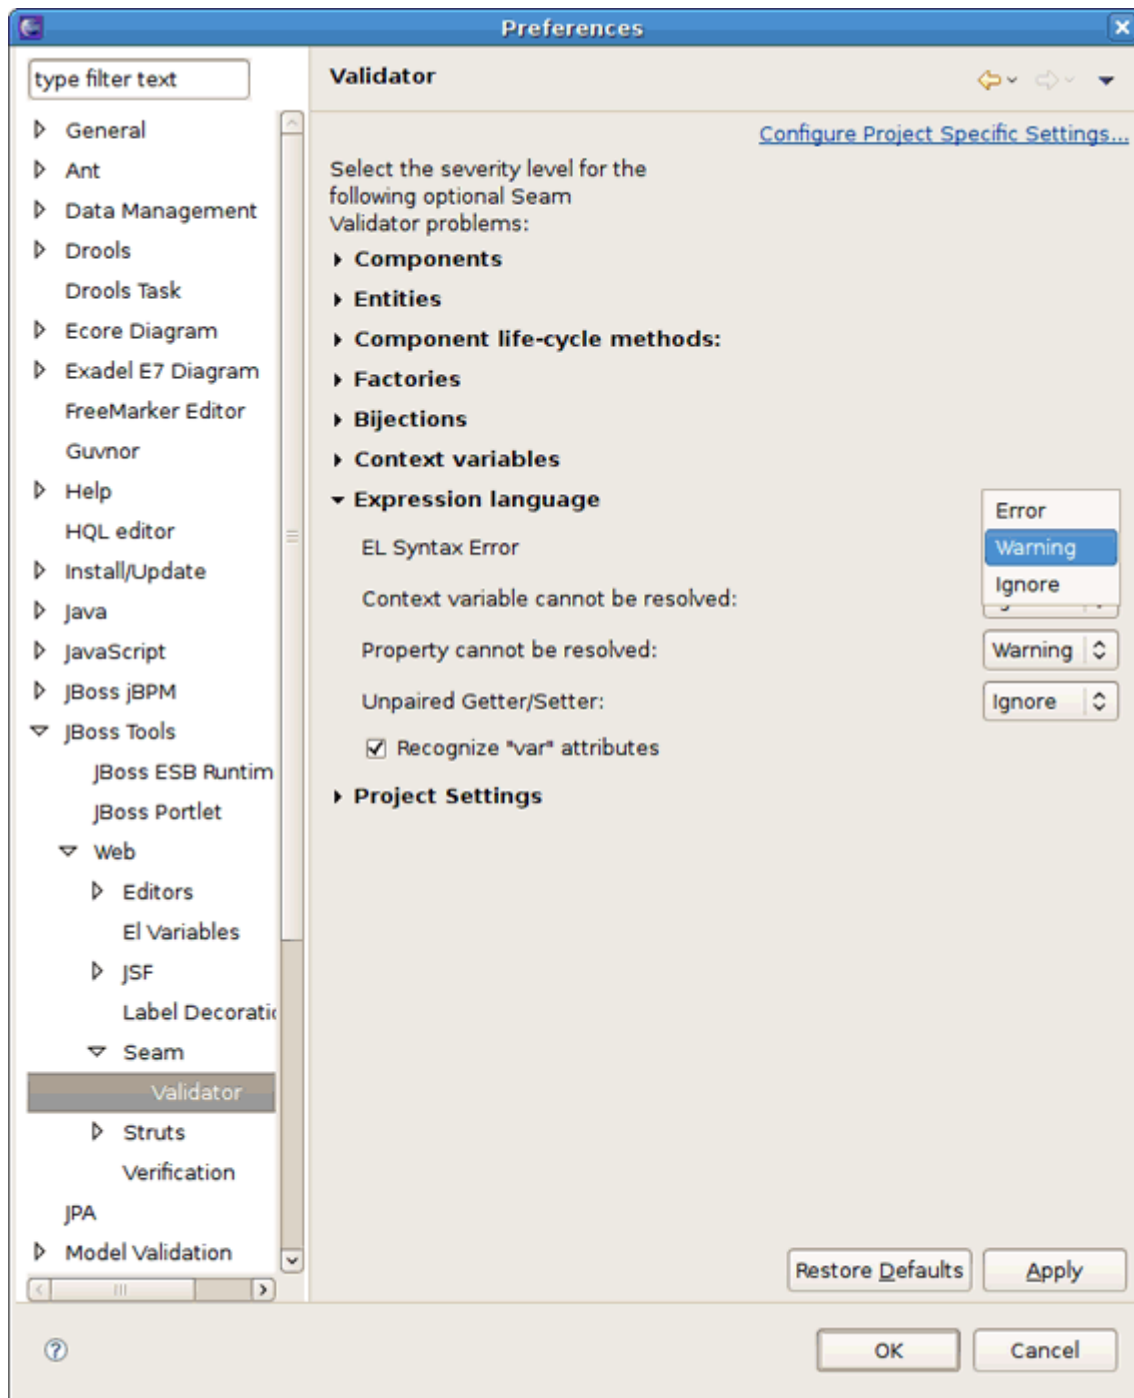 Preferences
type filter text
General
Ant
Data Management
Drools
Drools Task
Ecore Diagram
Exadel E7 Diagram
FreeMarker Editor
Guvnor
Help
HQL editor
Install/Update
Java
JavaScript
JBoss jBPM
JBoss Tools
JBoss ESB Runtim
JBoss Portlet
Web
Editors
El Variables
JSF
Label Decoratio
Seam
Validator
Struts
Verification
JPA
Model Validation
Validator
Configure Project Specific Settings...
Select the severity level for the
following optional Seam
Validator problems:
Components
Entities
Component life-cycle methods:
Factories
Bijections
Context variables
Expression language
EL Syntax Error
Error
Warning
Ignore
Context variable cannot be resolved:
Property cannot be resolved: Warning
Unpaired Getter/Setter: Ignore
Recognize "var" attributes
Project Settings
Restore Defaults Apply
OK Cancel